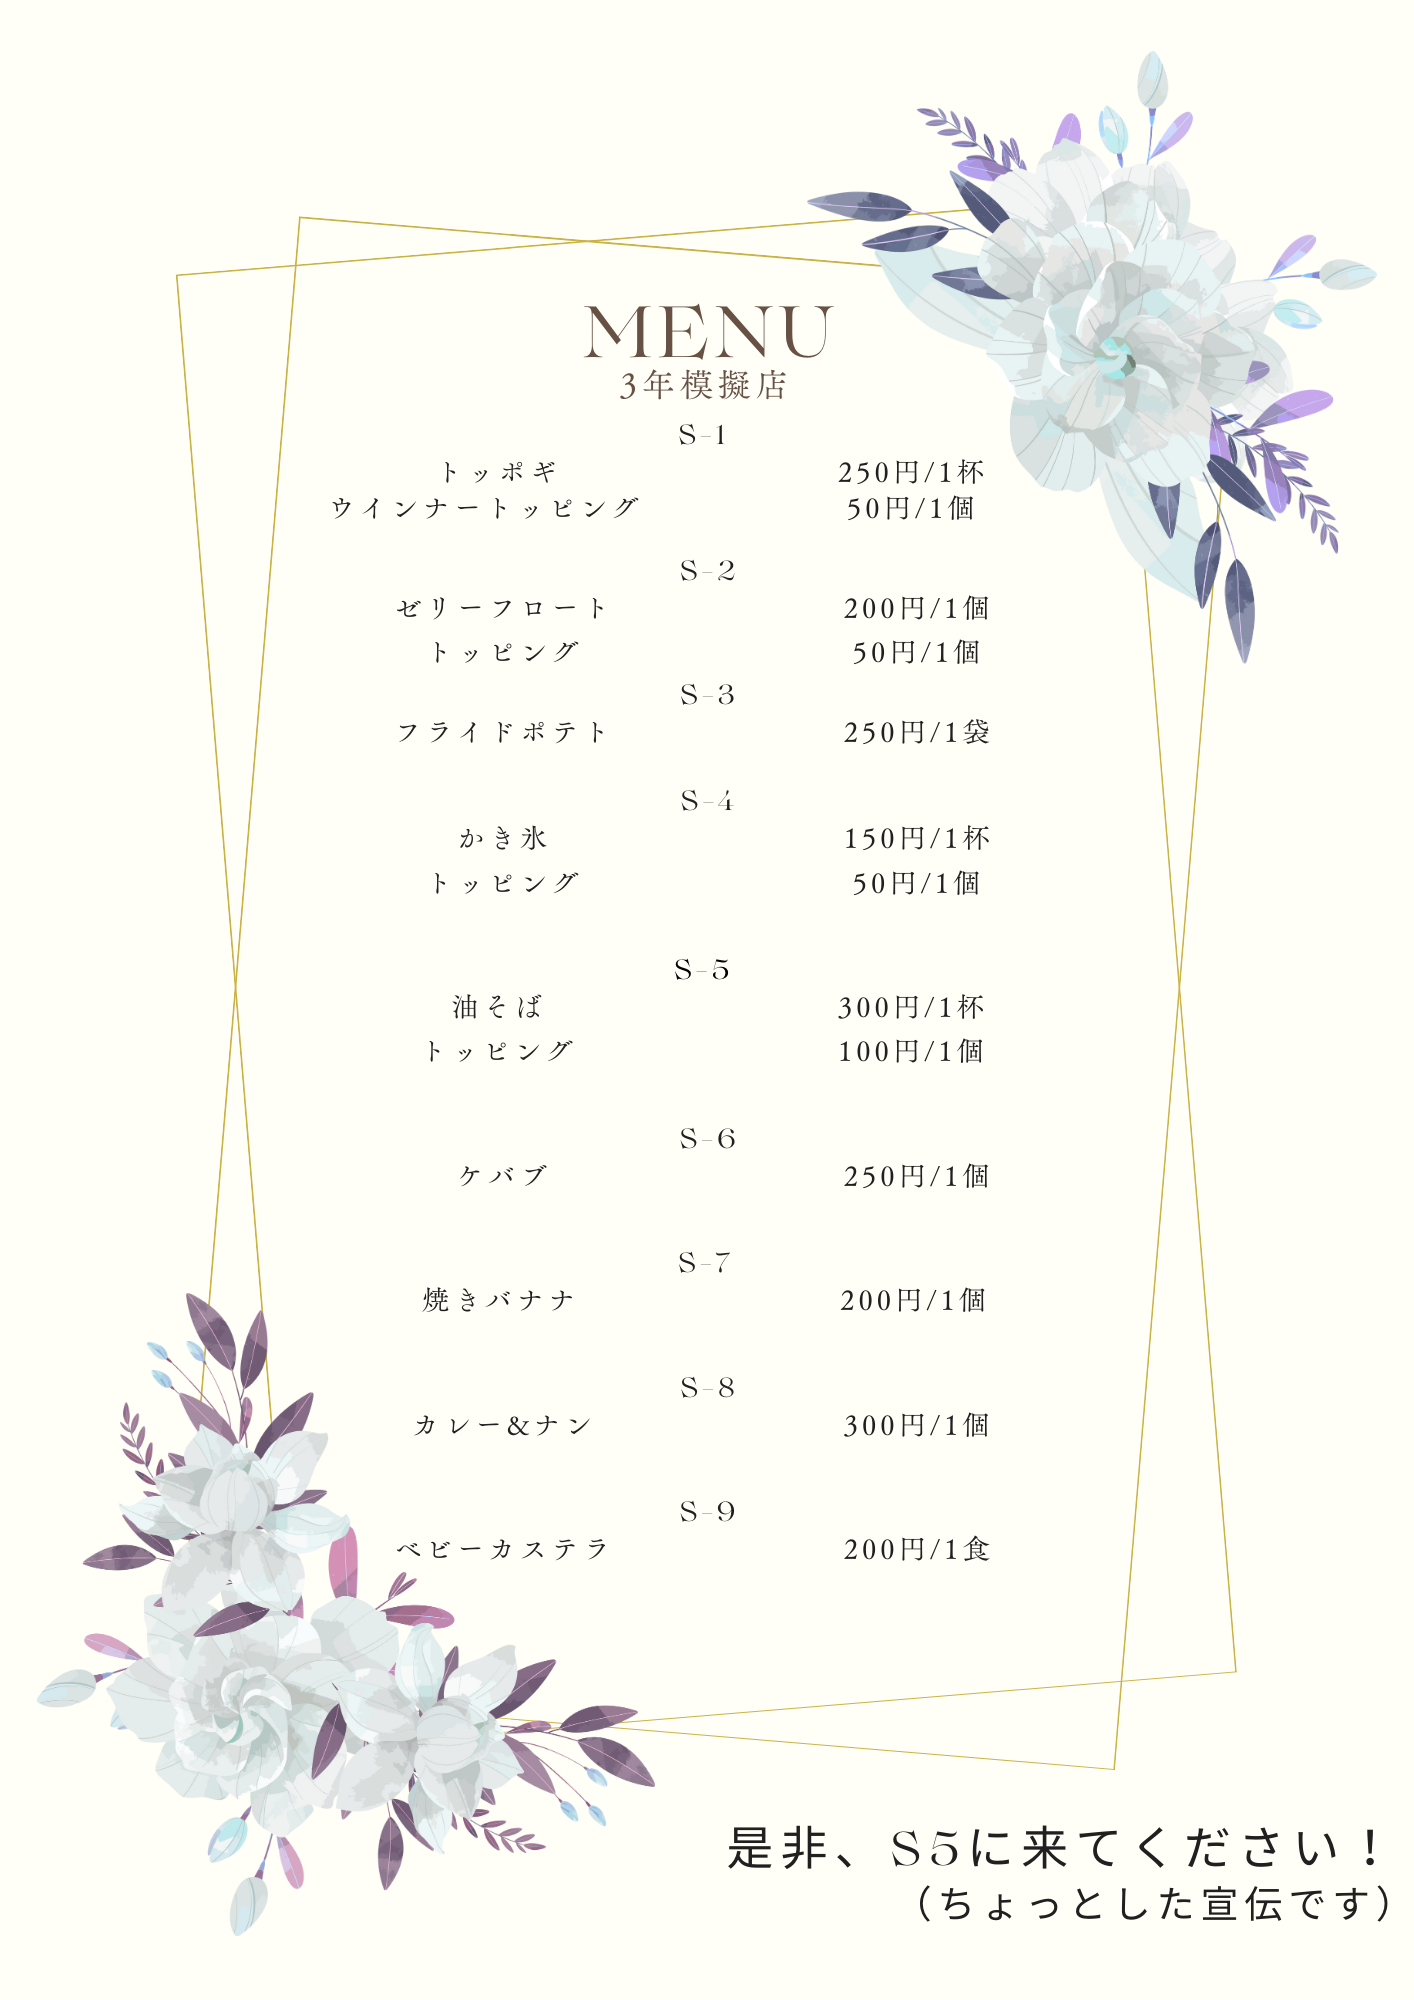 MENU
3年模擬店
S-1
トッポギ 250円/1杯
ウインナートッピング 50円/1個
S-2
ゼリーフロート 200円/1個
トッピング 50円/1個
S-3
フライドポテト 250円/1袋
S-4
かき氷 150円/1杯
トッピング 50円/1個
S-5
油そば 300円/1杯
トッピング 100円/1個
S-6
ケバブ 250円/1個
S-7
焼きバナナ 200円/1個
S-8
カレー&ナン 300円/1個
S-9
ベビーカステラ 200円/1食
是非、S5に来てください！
（ちょっとした宣伝です）